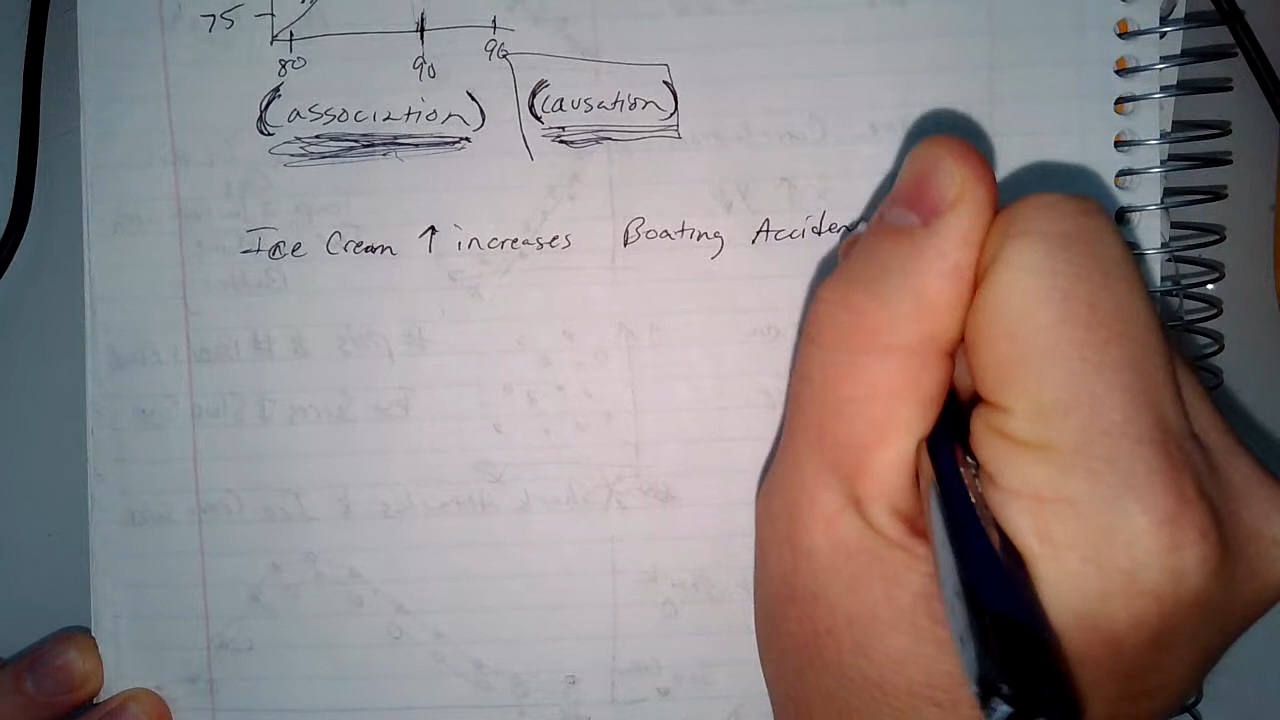 75
80 90 96
(association) (causation)
Ice Cream ↑ increases Boating Acciden